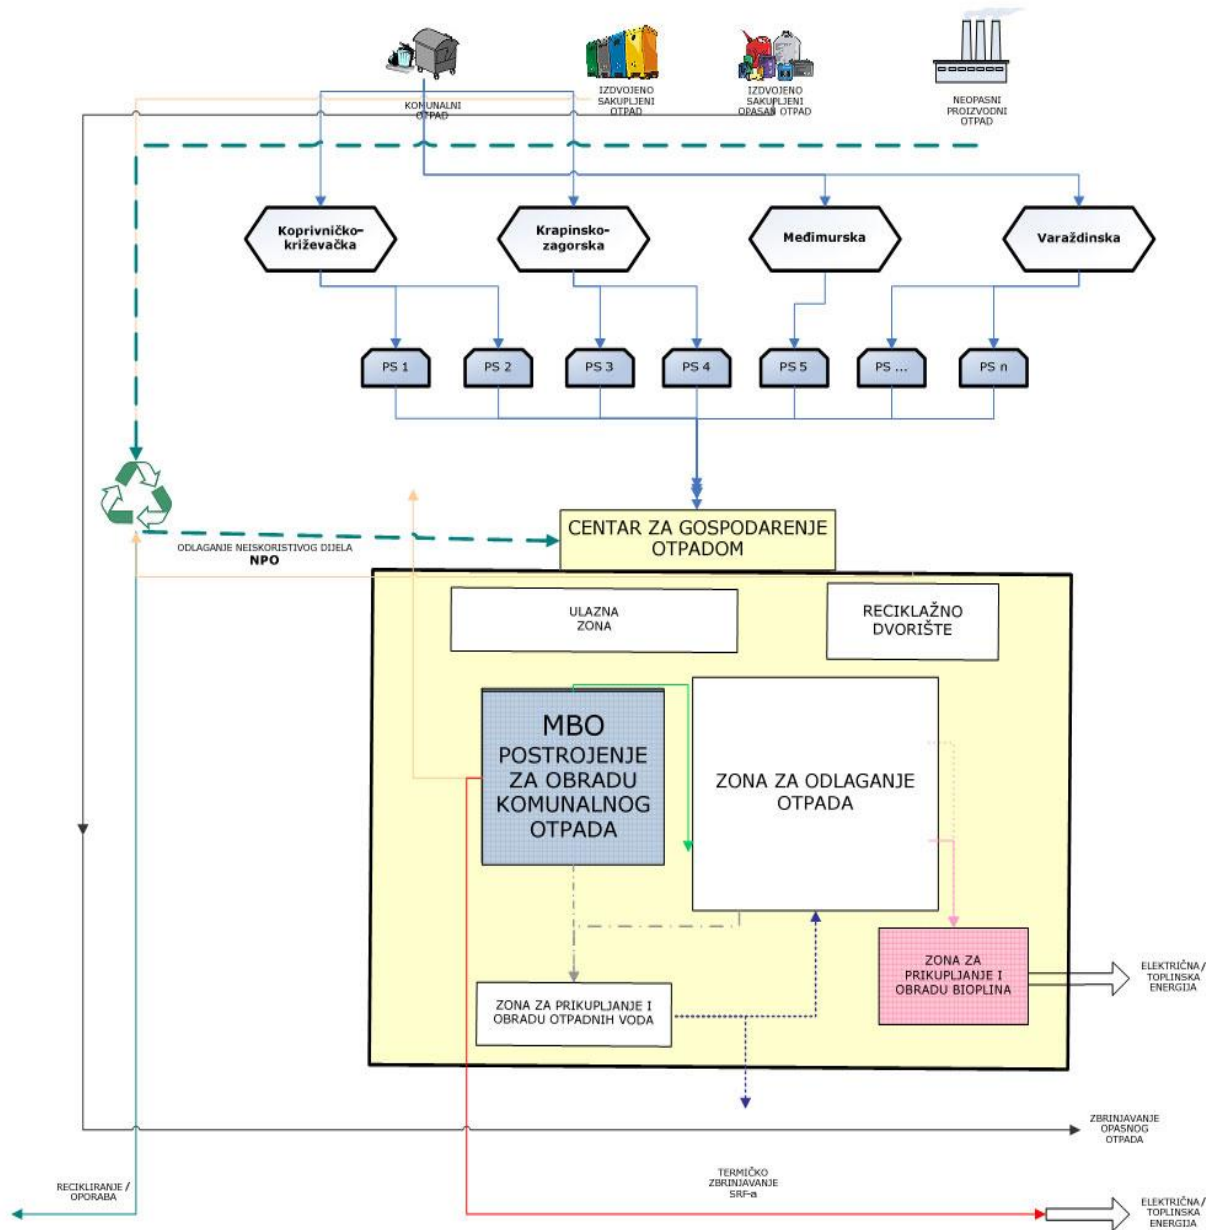 KOMUNALNI
OTPAD
IZDVOJENO
SAKUPLJENI
OTPAD
IZDVOJENO
SAKUPLJENI
OPASAN OTPAD
NEOPASNI
PROIZVODNI
OTPAD
Koprivničko-
križevačka
Krapinsko-
zagorska
Međimurska
Varaždinska
PS 1
PS 2
PS 3
PS 4
PS 5
PS ...
PS n
CENTAR ZA GOSPODARENJE
OTPADOM
ODLAGANJE NEISKORISTIVOG DIJELA
NPO
ULAZNA
ZONA
RECIKLAŽNO
DVORIŠTE
MBO
POSTROJENJE
ZA OBRADU
KOMUNALNOG
OTPADA
ZONA ZA ODLAGANJE
OTPADA
ZONA ZA
PRIKUPLJANJE I
OBRADU BIOPLINA
ELEKTRIČNA/
TOPLINSKA
ENERGIJA
ZONA ZA PRIKUPLJANJE I
OBRADU OTPADNIH VODA
ZBRINJAVANJE
OPASNOG
OTPADA
RECIKLIRANJE /
OPORABA
TERMIČKO
ZBRINJAVANJE
SRF-a
ELEKTRIČNA/
TOPLINSKA
ENERGIJA